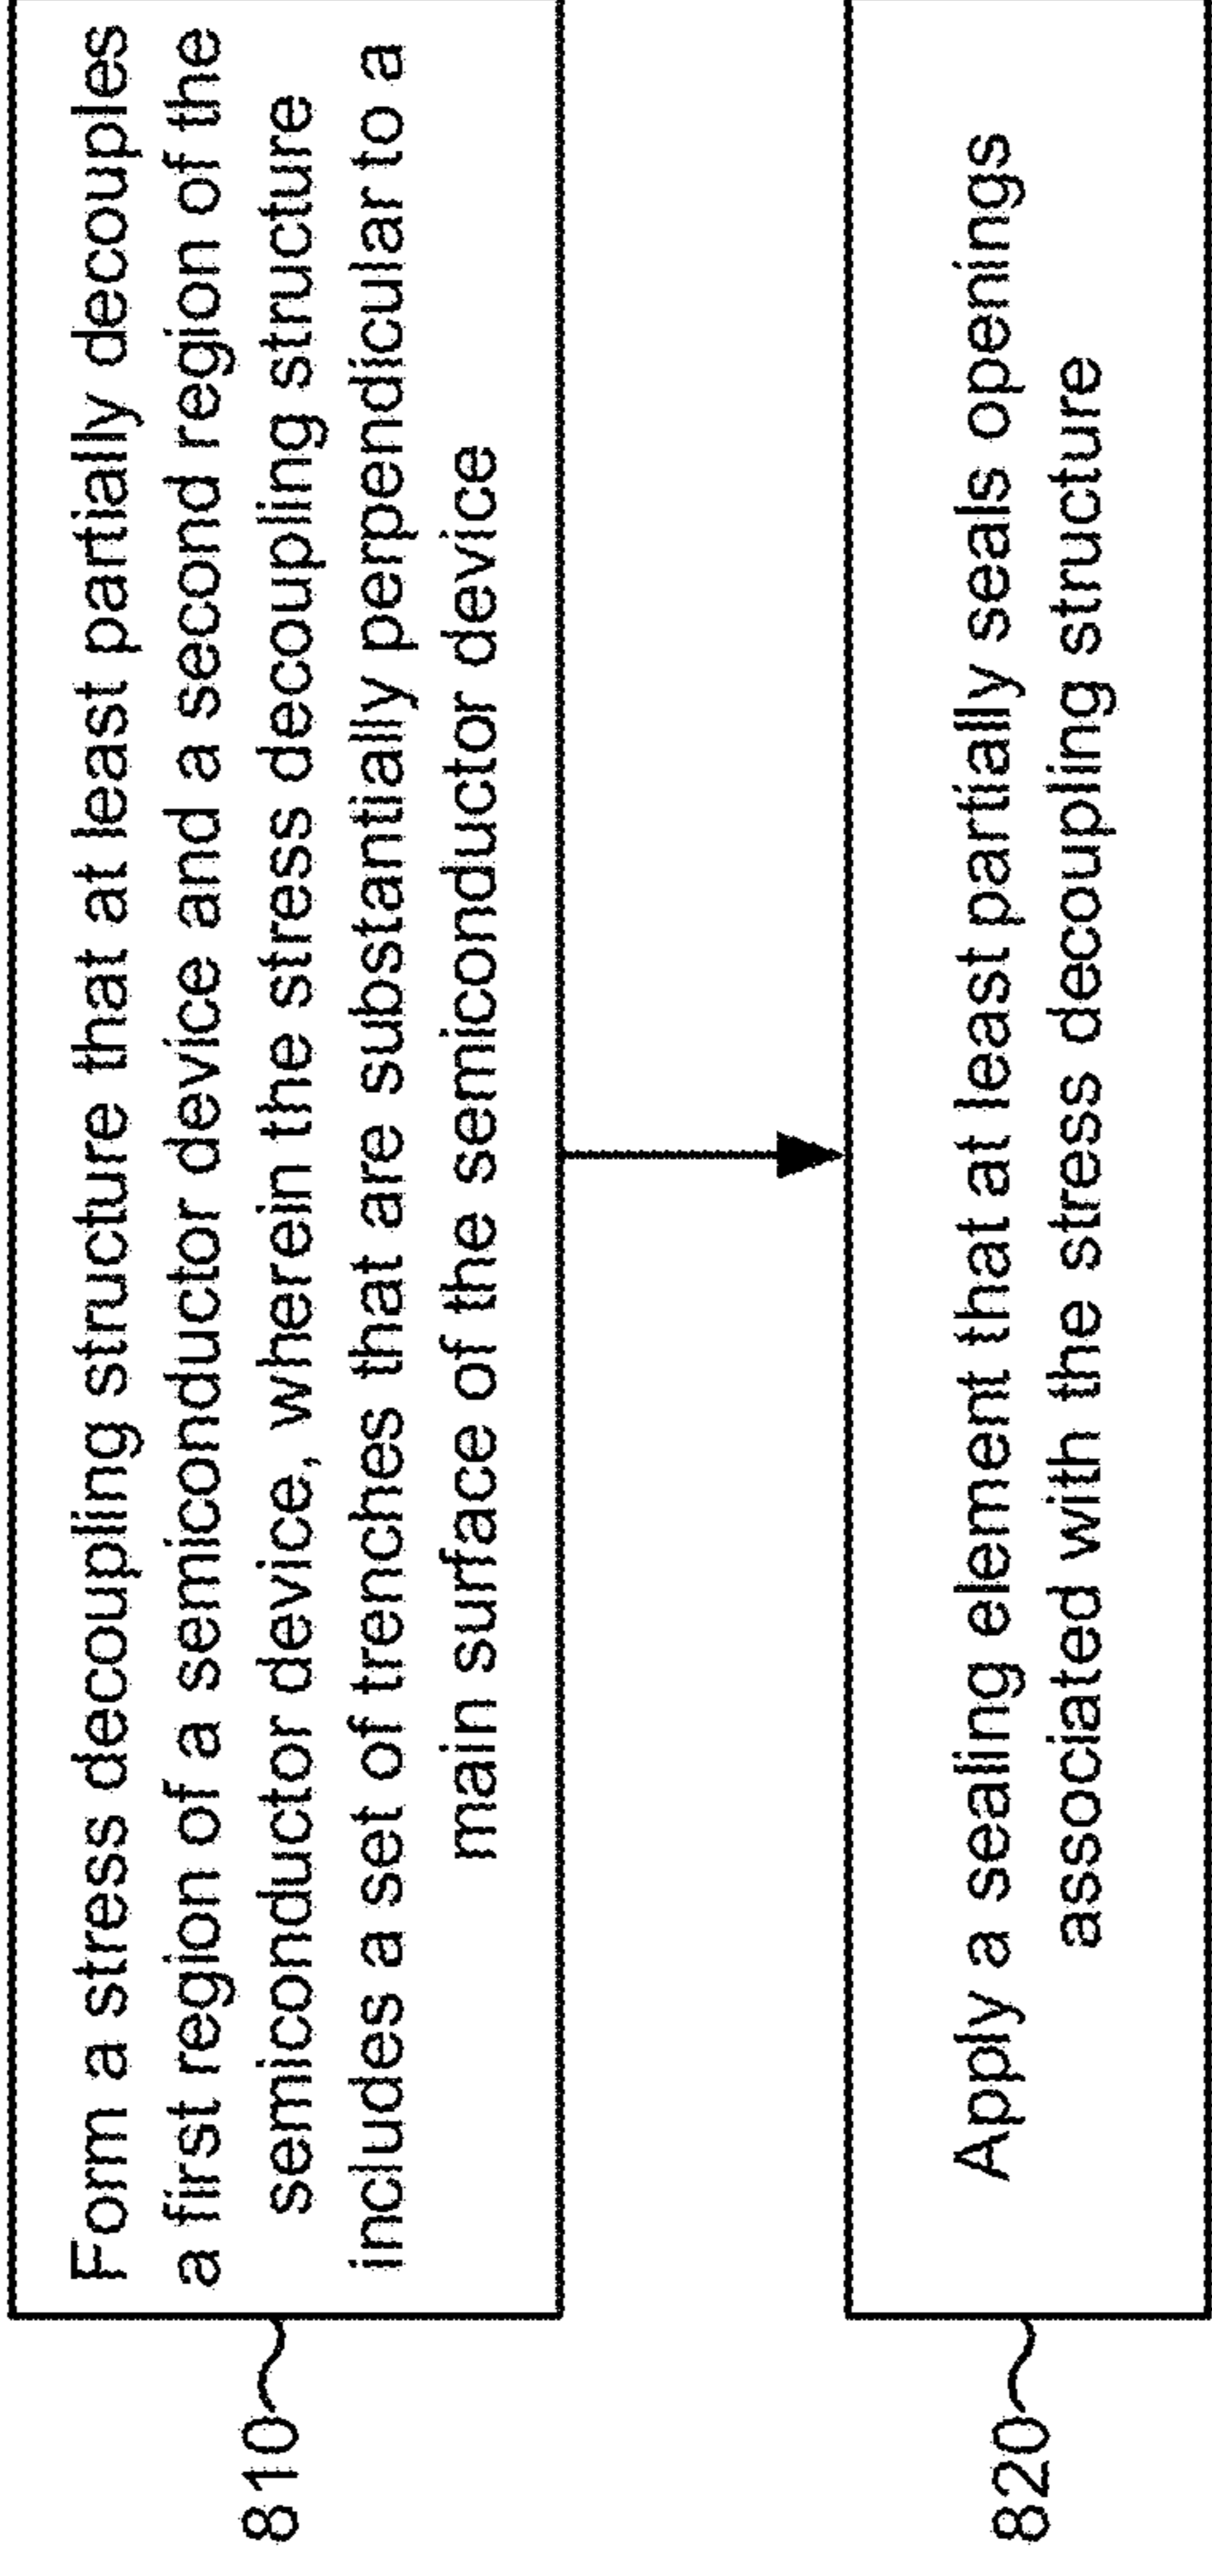 810
Form a stress decoupling structure that at least partially decouples
a first region of a semiconductor device and a second region of the
semiconductor device, wherein the stress decoupling structure
includes a set of trenches that are substantially perpendicular to a
main surface of the semiconductor device
820
Apply a sealing element that at least partially seals openings
associated with the stress decoupling structure